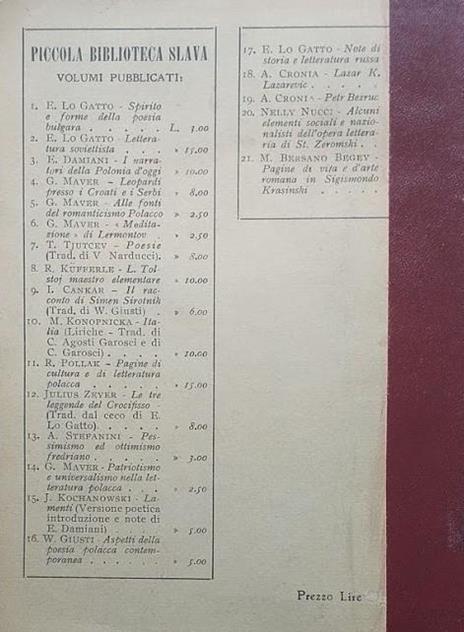 PICCOLA BIBLIOTECA SLAVA
VOLUMI PUBBLICATI:
1. E. LO GATTO - Spirito
e forme della poesia
bulgara . . . . . L. 3.00
2. E. LO GATTO - Lettera-
tura soviettista . . . » 15.00
3. E. DAMIANI - I narra-
tori della Polonia d'oggi » 10.00
4. G. MAVER - Leopardi
presso i Croati e i Serbi » 8.00
5. G. MAVER - Alle fonti
del romanticismo Polacco » 2.50
6. G. MAVER - « Medita-
zione » di Lermontov . » 2.50
7. T. TJUTCEV - Poesie
(Trad. di V. Narducci). » 8.00
8. R. KÜFFERLE - L. Tol-
stoj maestro elementare » 10.00
9. I. CANKAR - Il rac-
conto di Simen Sirotnik
(Trad. di W. Giusti) . » 6.00
10. M. KONOPNICKA - Ita-
lia (Liriche - Trad. di
C. Agosti Garosci e di
C. Garosci) . . . . » 10.00
11. R. POLLAK - Pagine di
cultura e di letteratura
polacca . . . . . » 15.00
12. JULIUS ZEYER - Le tre
leggende del Crocifisso -
(Trad. dal ceco di E.
Lo Gatto). . . . . » 8.00
13. A. STEFANINI - Pes-
simismo ed ottimismo
fredriano . . . . . » 3.00
14. G. MAVER - Patriotismo
e universalismo nella let-
teratura polacca . . . » 2.50
15. J. KOCHANOWSKI - La-
menti (Versione poetica
introduzione e note di
E. Damiani) . . . » 5.00
16. W. GIUSTI - Aspetti della
poesia polacca contem-
poranea . . . . . » 5.00
17. E. LO GATTO - Note di
storia e letteratura russa
18. A. CRONIA - Lazar K.
Lazarevic . . . . .
19. A. CRONIA - Petr Bezruc
20. NELLY NUCCI - Alcuni
elementi sociali e nazio-
nalisti dell'opera lettera-
ria di St. Zeromski . .
21. M. BERSANO BEGEY -
Pagine di vita e d'arte
romana in Sigismondo
Krasinski . . . . .
Prezzo Lire